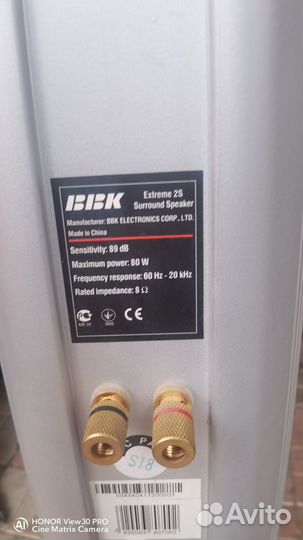 BBK
Extreme 2S
Surround Speaker
Manufacturer: BBK ELECTRONICS CORP., LTD.
Made in China
Sensitivity: 89 dB
Maximum power: 80 W
Frequency response: 60 Hz - 20 kHz
Rated impedance: 8 Ω
CE
S18
HONOR View30 PRO
Cine Matrix Camera
Avito